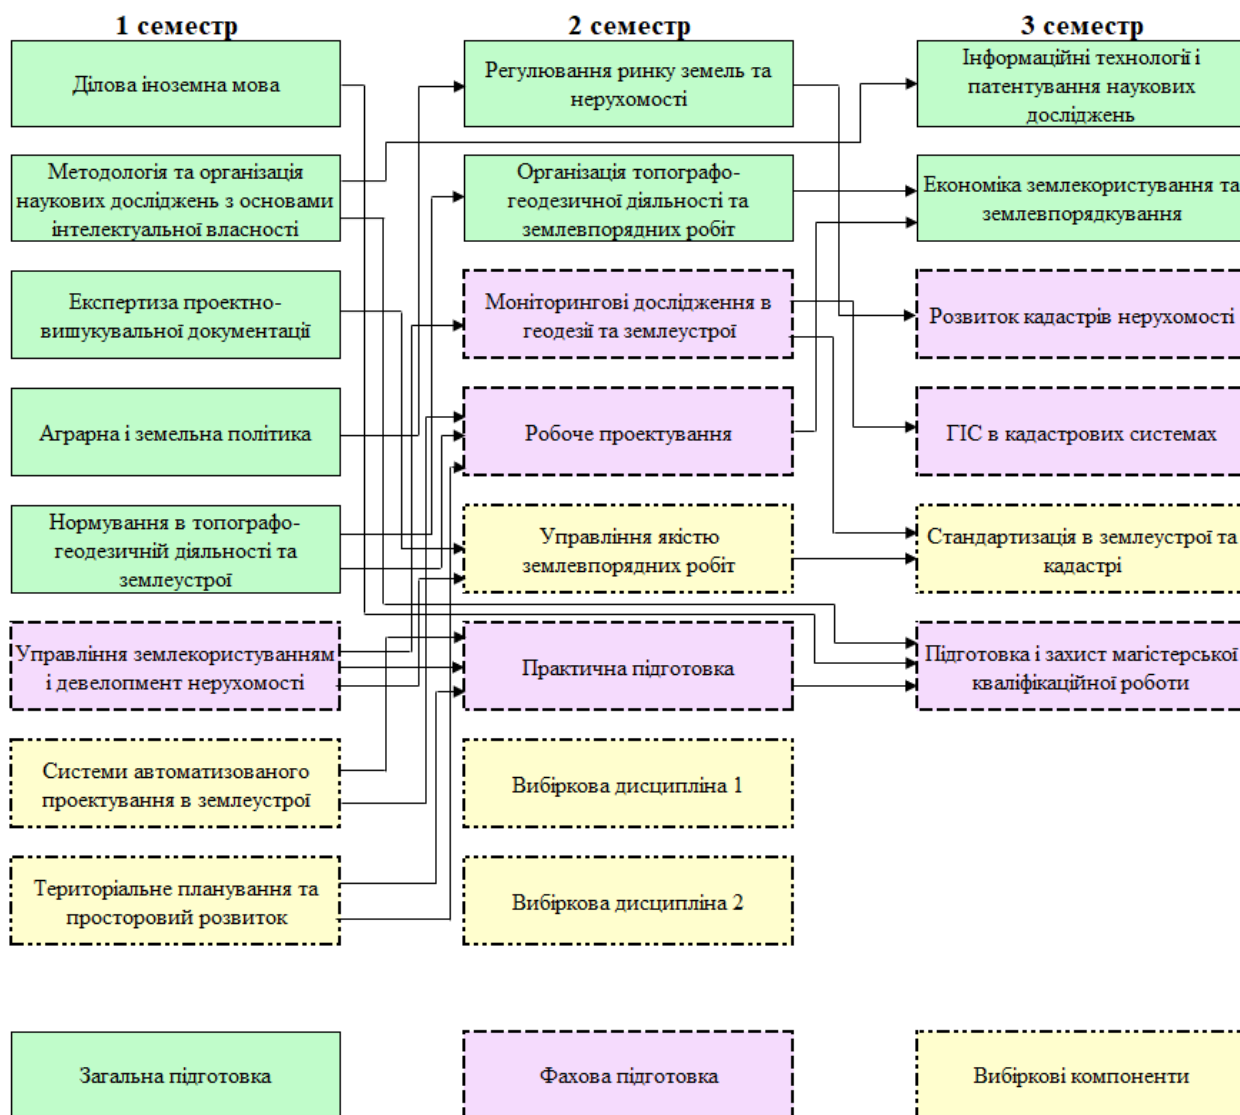 1 семестр
2 семестр
3 семестр
Ділова іноземна мова
Регулювання ринку земель та
нерухомості
Інформаційні технології і
патентування наукових
досліджень
Методологія та організація
наукових досліджень з основами
інтелектуальної власності
Організація топографо-
геодезичної діяльності та
землевпорядних робіт
Економіка землекористування та
землевпорядкування
Експертиза проектно-
вишукувальної документації
Моніторингові дослідження в
геодезії та землеустрої
Розвиток кадастрів нерухомості
Аграрна і земельна політика
Робоче проектування
ГІС в кадастрових системах
Нормування в топографо-
геодезичній діяльності та
землеустрої
Управління якістю
землевпорядних робіт
Стандартизація в землеустрої та
кадастрі
Управління землекористуванням
і девелопмент нерухомості
Практична підготовка
Підготовка і захист магістерської
кваліфікаційної роботи
Системи автоматизованого
проектування в землеустрої
Вибіркова дисципліна 1
Територіальне планування та
просторовий розвиток
Вибіркова дисципліна 2
Загальна підготовка
Фахова підготовка
Вибіркові компоненти